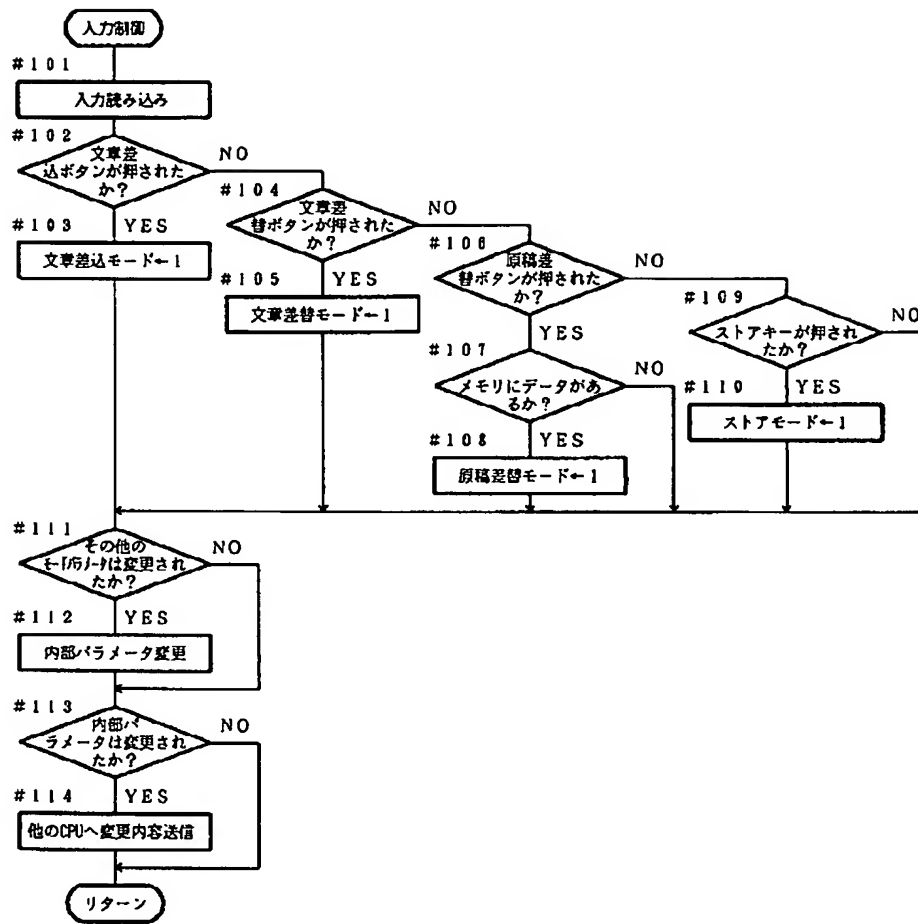 入力制御
#101
入力読み込み
#102
文章差
込ボタンが押された
か?
NO
#103
YES
文章差込モード←1
#104
文章差
替ボタンが押された
か?
NO
#105
YES
文章差替モード←1
#106
原稿差
替ボタンが押された
か?
NO
YES
#107
メモリにデータがあ
るか?
NO
#108
YES
原稿差替モード←1
#109
ストアキーが押され
たか?
NO
#110
YES
ストアモード←1
#111
その他の
モードパラメータは変更され
たか?
NO
#112
YES
内部パラメータ変更
#113
内部パ
ラメータは変更され
たか?
NO
#114
YES
他のCPUへ変更内容送信
リターン